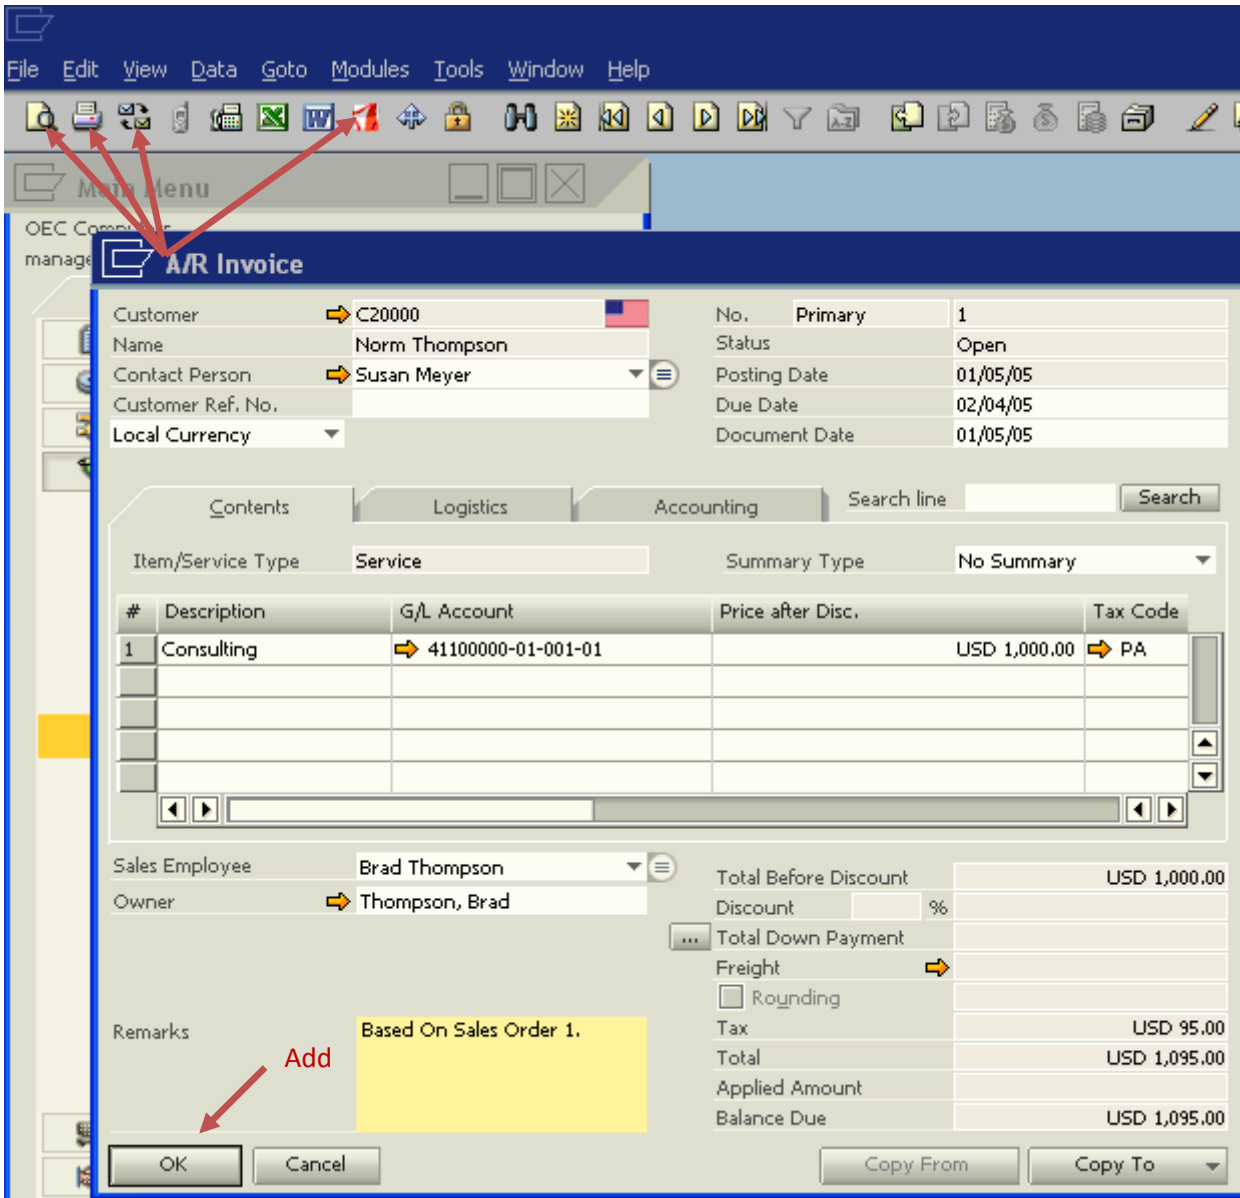 File Edit View Data Goto Modules Tools Window Help
Main Menu
OEC Computer
manage
A/R Invoice
Customer C20000 No. Primary 1
Name Norm Thompson Status Open
Contact Person Susan Meyer Posting Date 01/05/05
Customer Ref. No. Due Date 02/04/05
Local Currency Document Date 01/05/05
Contents Logistics Accounting Search line Search
Item/Service Type Service Summary Type No Summary
# Description G/L Account Price after Disc. Tax Code
1 Consulting 41100000-01-001-01 USD 1,000.00 PA
Sales Employee Brad Thompson Total Before Discount USD 1,000.00
Owner Thompson, Brad Discount %
... Total Down Payment
Freight
Rounding
Remarks Based On Sales Order 1. Tax USD 95.00
Add Total USD 1,095.00
Applied Amount
Balance Due USD 1,095.00
OK Cancel Copy From Copy To